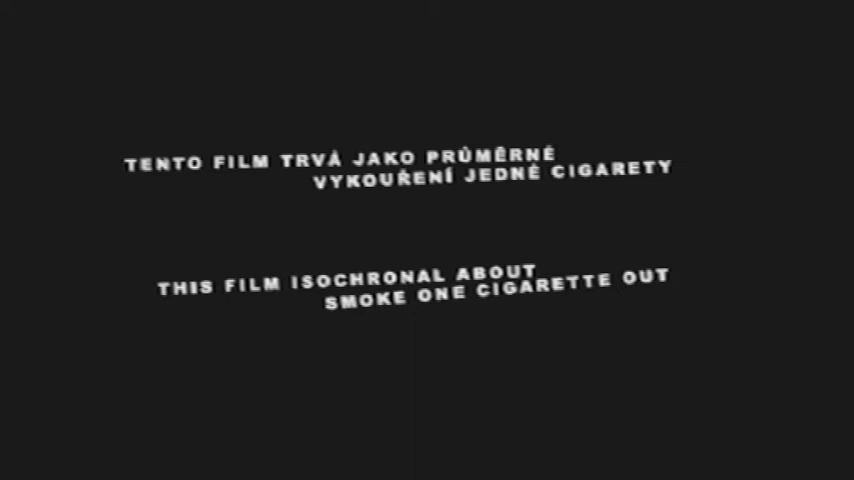 TENTO FILM TRVÁ JAKO PRŮMĚRNÉ
VYKOUŘENÍ JEDNÉ CIGARETY
THIS FILM ISOCHRONAL ABOUT
SMOKE ONE CIGARETTE OUT